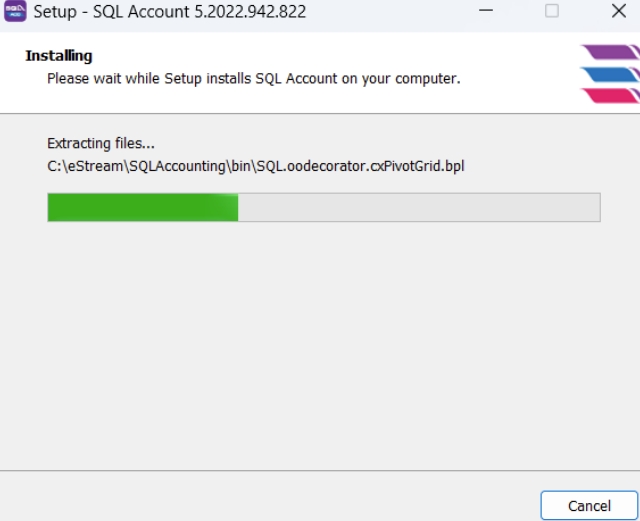 Setup - SQL Account 5.2022.942.822
Installing
Please wait while Setup installs SQL Account on your computer.
Extracting files...
C:\eStream\SQLAccounting\bin\SQL.oodecorator.cxPivotGrid.bpl
Cancel